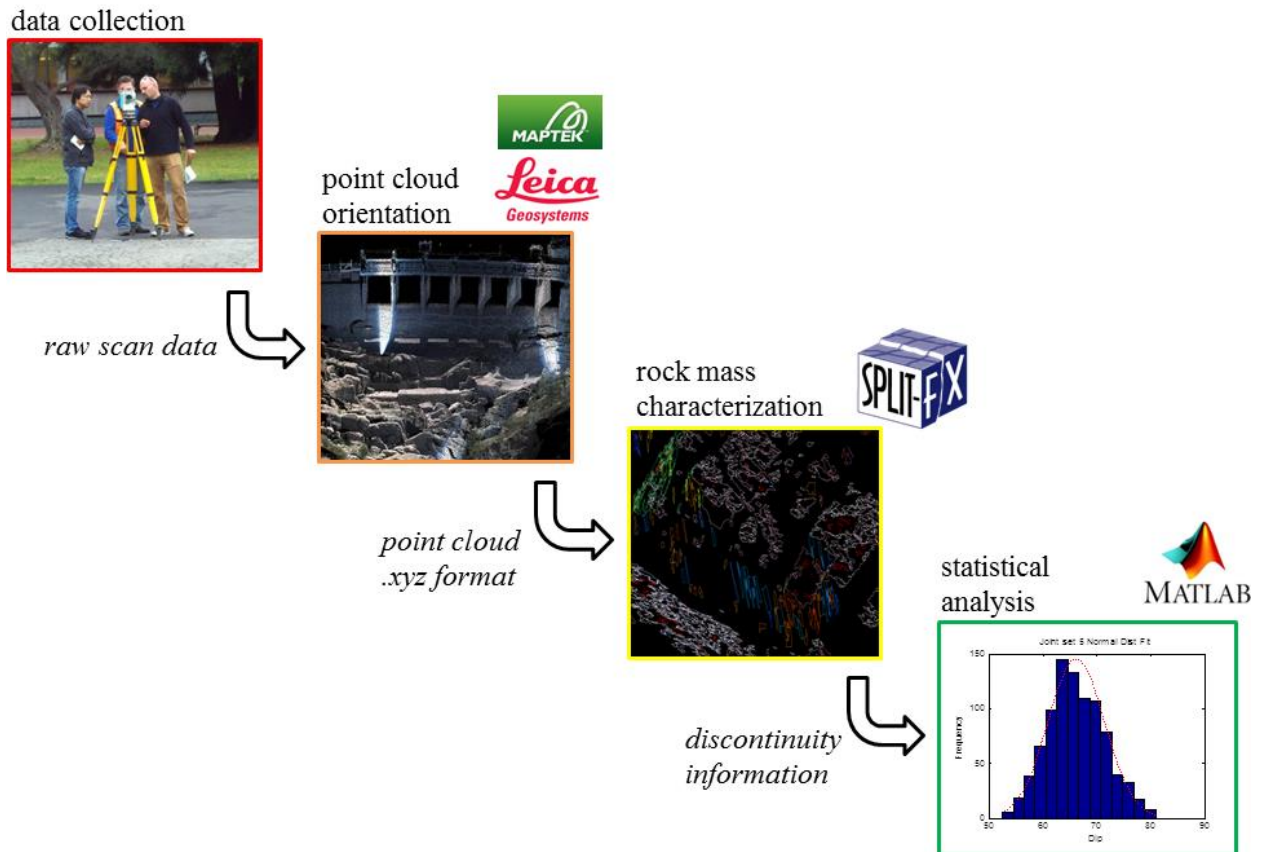 data collection
MAPTEK
Leica
Geosystems
point cloud
orientation
raw scan data
SPLIT-FX
rock mass
characterization
point cloud
.xyz format
MATLAB
statistical
analysis
Joint set 5 Normal Dist Fit
150
100
50
0
Frequency
50
60
70
80
90
Dip
discontinuity
information